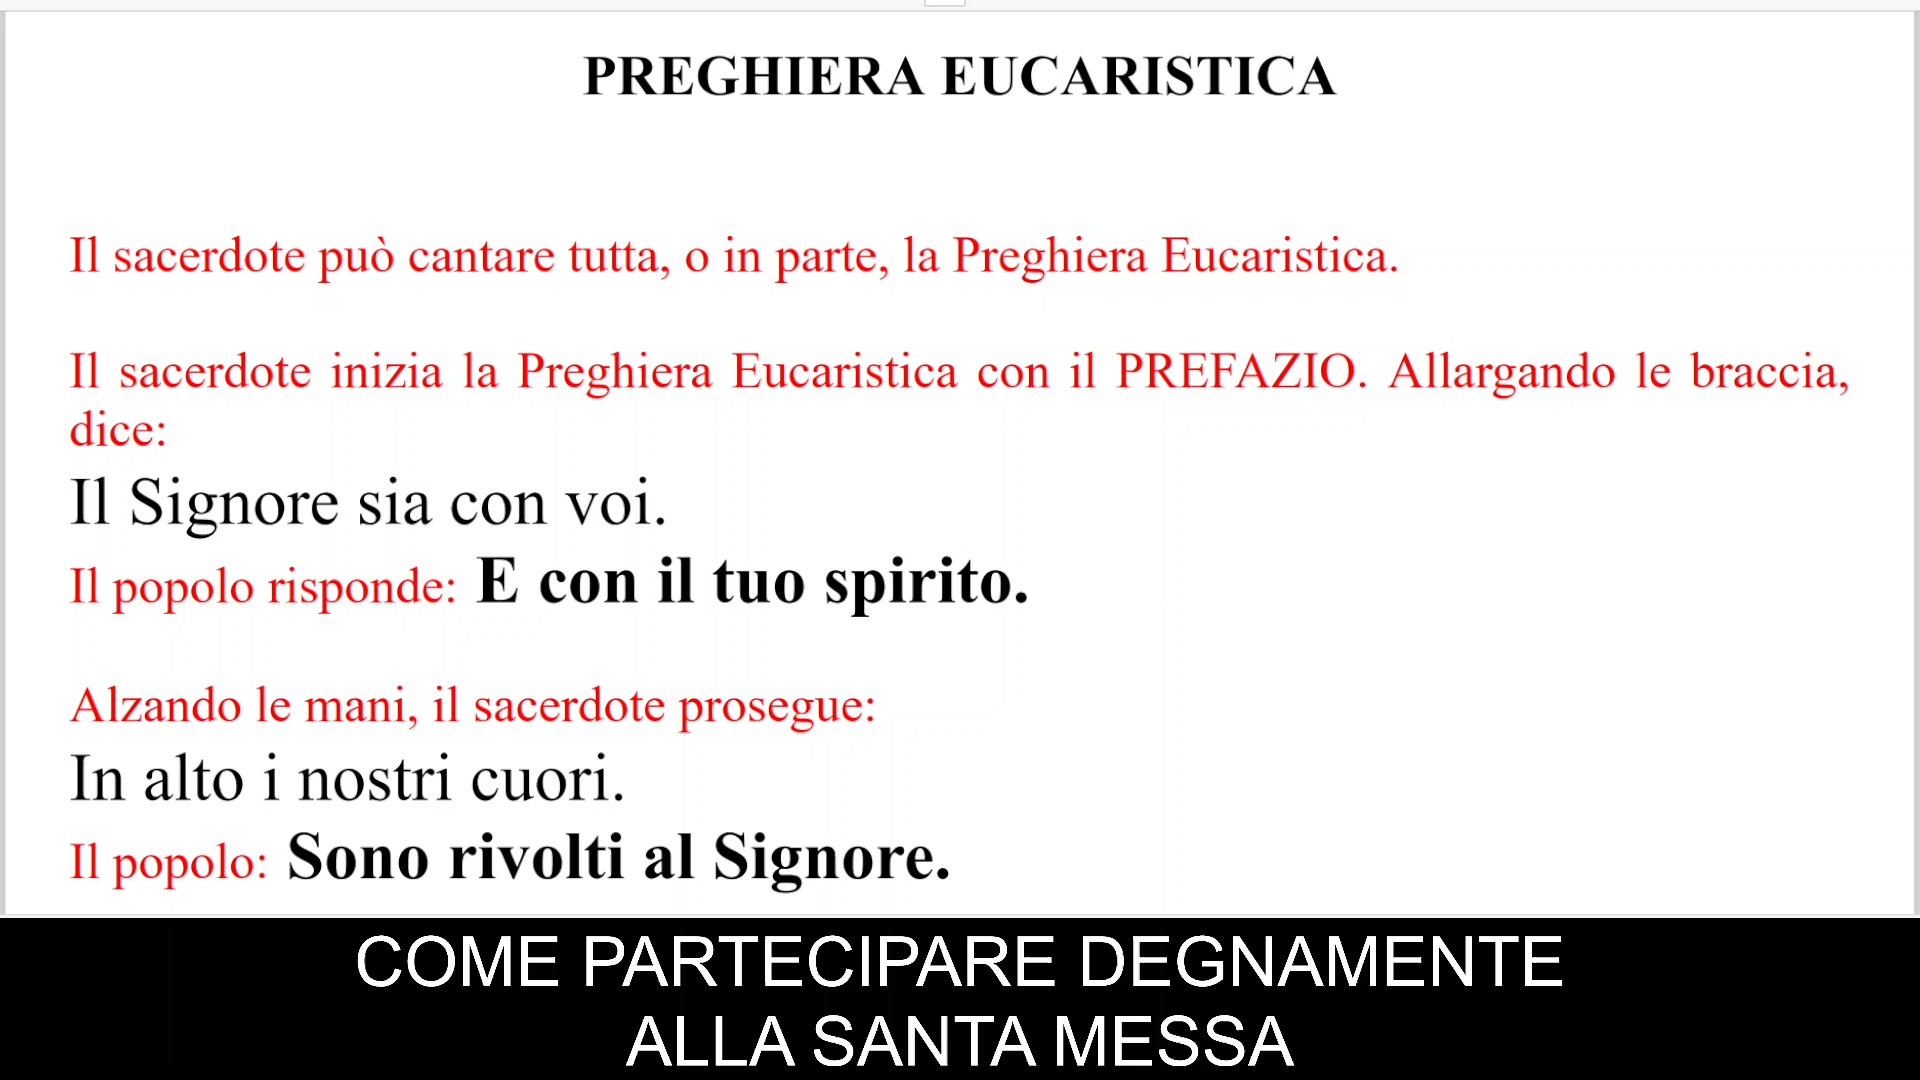 PREGHIERA EUCARISTICA
Il sacerdote può cantare tutta, o in parte, la Preghiera Eucaristica.
Il sacerdote inizia la Preghiera Eucaristica con il PREFAZIO. Allargando le braccia,
dice:
Il Signore sia con voi.
Il popolo risponde: E con il tuo spirito.
Alzando le mani, il sacerdote prosegue:
In alto i nostri cuori.
Il popolo: Sono rivolti al Signore.
COME PARTECIPARE DEGNAMENTE
ALLA SANTA MESSA